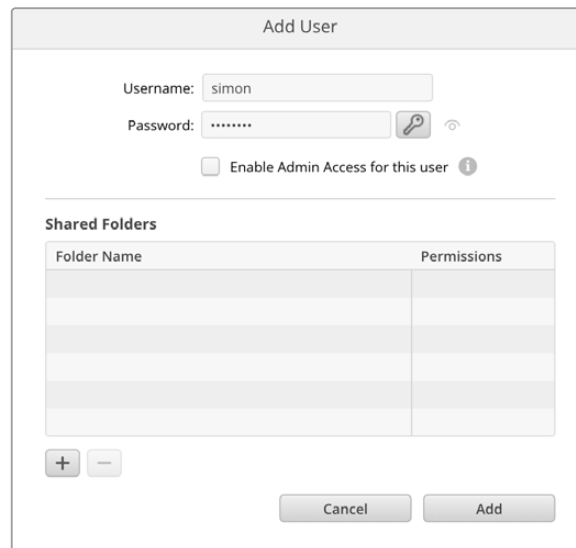 Add User
Username: simon
Password: ••••••••
Enable Admin Access for this user
Shared Folders
Folder Name Permissions
Cancel Add